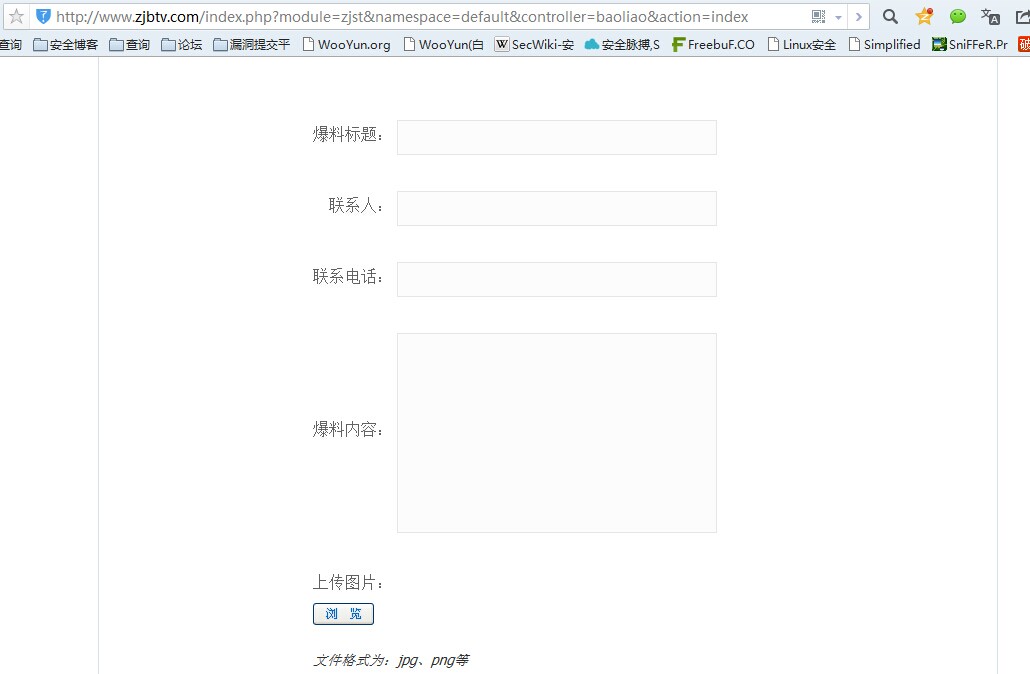 http://www.zjbtv.com/index.php?module=zjst&namespace=default&controller=baoliao&action=index
查询 安全博客 查询 论坛 漏洞提交平 WooYun.org WooYun(白 SecWiki-安 安全脉搏,S FreebuF.CO Linux安全 Simplified SniFFeR.Pr 破
爆料标题：
联系人：
联系电话：
爆料内容：
上传图片：
浏 览
文件格式为：jpg、png等